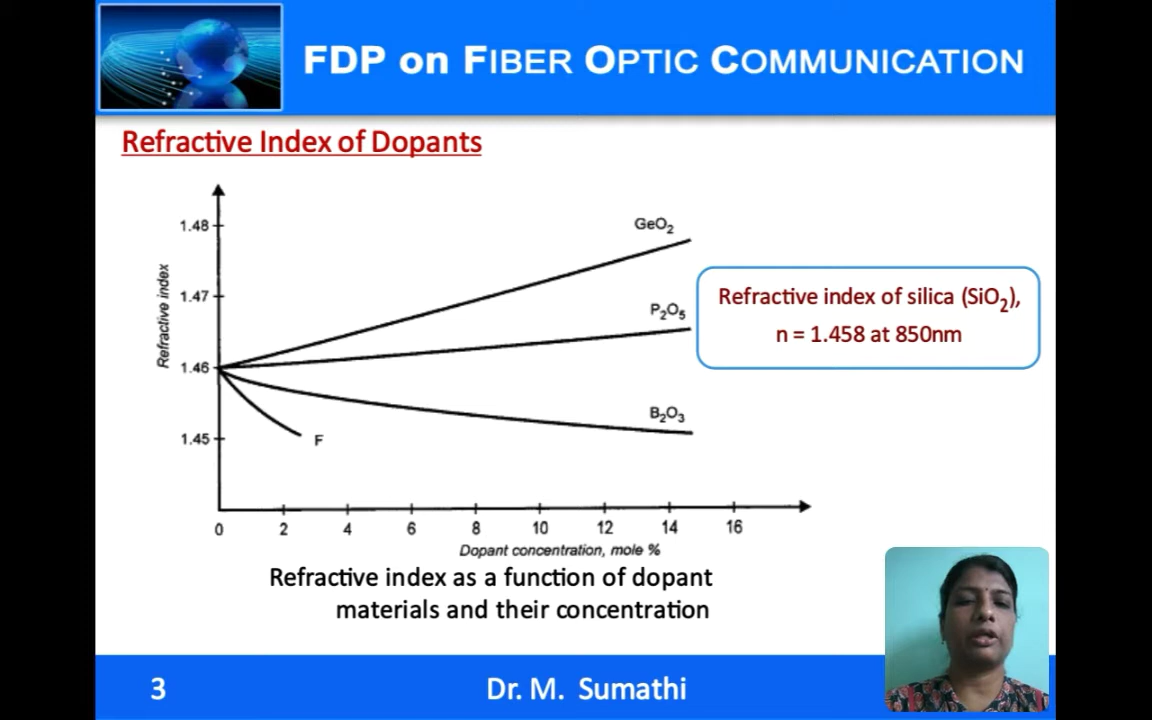 FDP on FIBER OPTIC COMMUNICATION
Refractive Index of Dopants
Refractive index
1.48
1.47
1.46
1.45
GeO₂
P₂O₅
B₂O₃
F
Refractive index of silica (SiO₂),
n = 1.458 at 850nm
0 2 4 6 8 10 12 14 16
Dopant concentration, mole %
Refractive index as a function of dopant
materials and their concentration
3 Dr. M. Sumathi